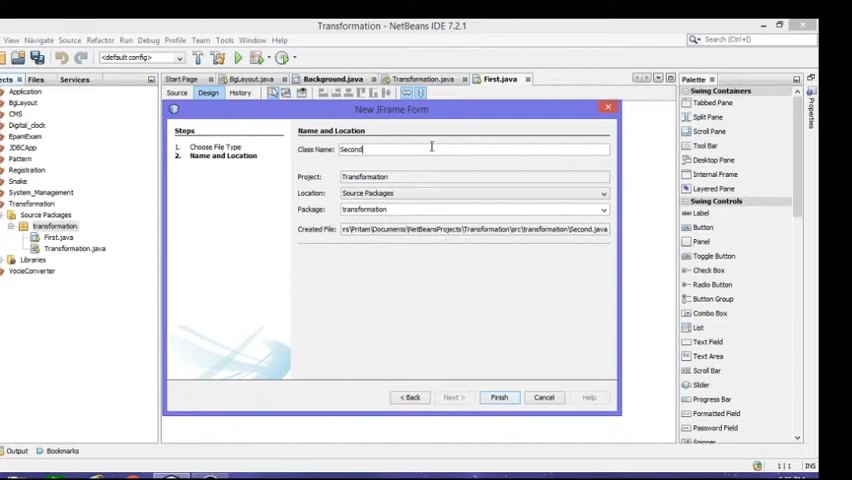 Transformation - NetBeans IDE 7.2.1
View Navigate Source Refactor Run Debug Profile Team Tools Window Help
Search (Ctrl+I)
<default config>
Files Services
Start Page BgLayout.java Background.java Transformation.java First.java
Palette
Source Design History
Application
BgLayout
CMS
Digital_clock
EpamExam
JDBCApp
Pattern
Registration
Snake
System_Management
Transformation
Source Packages
transformation
First.java
Transformation.java
Libraries
VoceConverter
New JFrame Form
Steps
1. Choose File Type
2. Name and Location
Name and Location
Class Name: Second
Project: Transformation
Location: Source Packages
Package: transformation
Created File: rs\Pritam\Documents\NetBeansProjects\Transformation\src\transformation\Second.java
< Back Next > Finish Cancel Help
Swing Containers
Tabbed Pane
Split Pane
Scroll Pane
Tool Bar
Internal Frame
Layered Pane
Swing Controls
Label
Button
Panel
Toggle Button
Check Box
Radio Button
Button Group
Combo Box
List
Text Field
Text Area
Scroll Bar
Slider
Progress Bar
Formatted Field
Password Field
Spinner
Properties
Output Bookmarks
1 | 1 INS